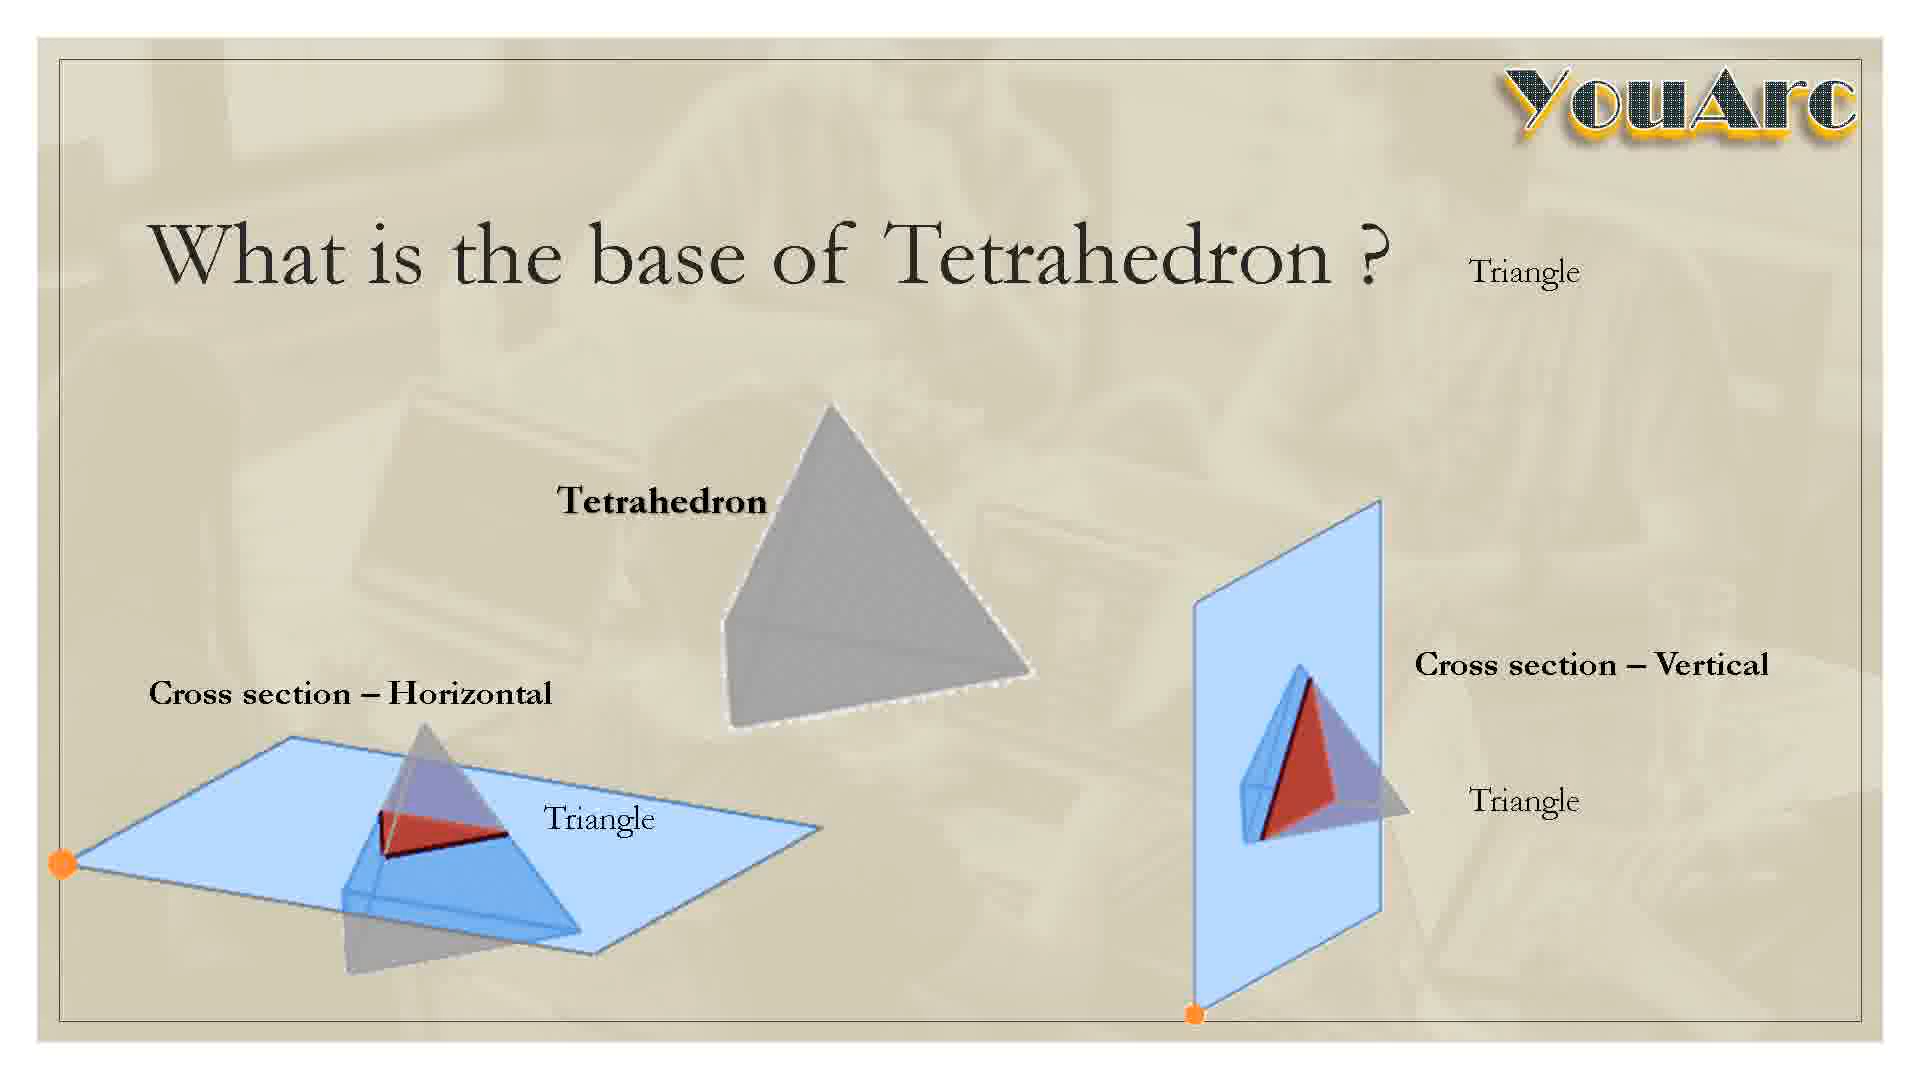 YouArc
What is the base of Tetrahedron ?
Triangle
Tetrahedron
Cross section – Vertical
Cross section – Horizontal
Triangle
Triangle